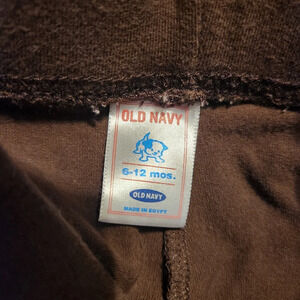 OLD NAVY
6-12 mos.
OLD NAVY
MADE IN EGYPT